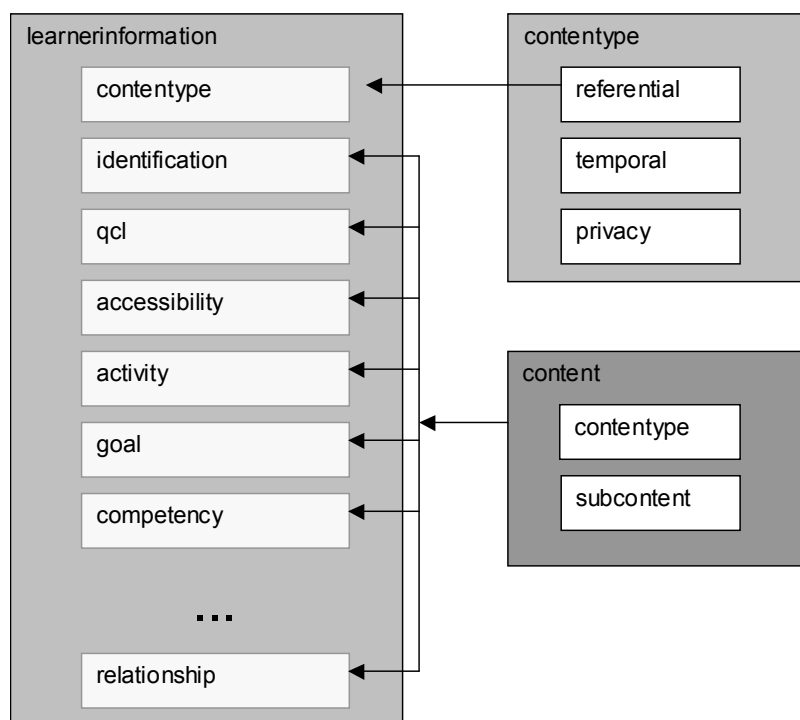 learnerinformation
contentype
identification
qcl
accessibility
activity
goal
competency
...
relationship
contentype
referential
temporal
privacy
content
contentype
subcontent